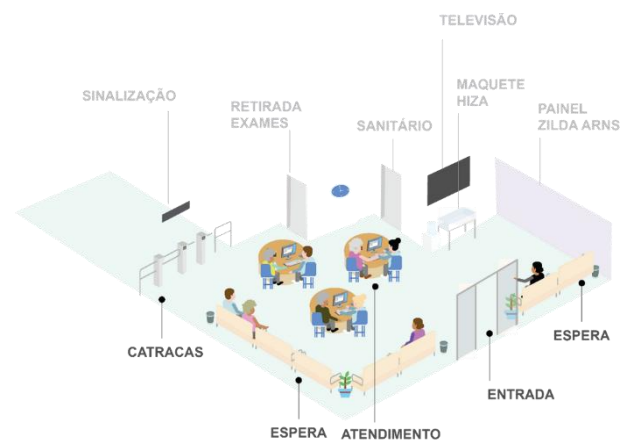 TELEVISÃO
SINALIZAÇÃO
RETIRADA
EXAMES
SANITÁRIO
MAQUETE
HIZA
PAINEL
ZILDA ARNS
CATRACAS
ESPERA
ATENDIMENTO
ENTRADA
ESPERA